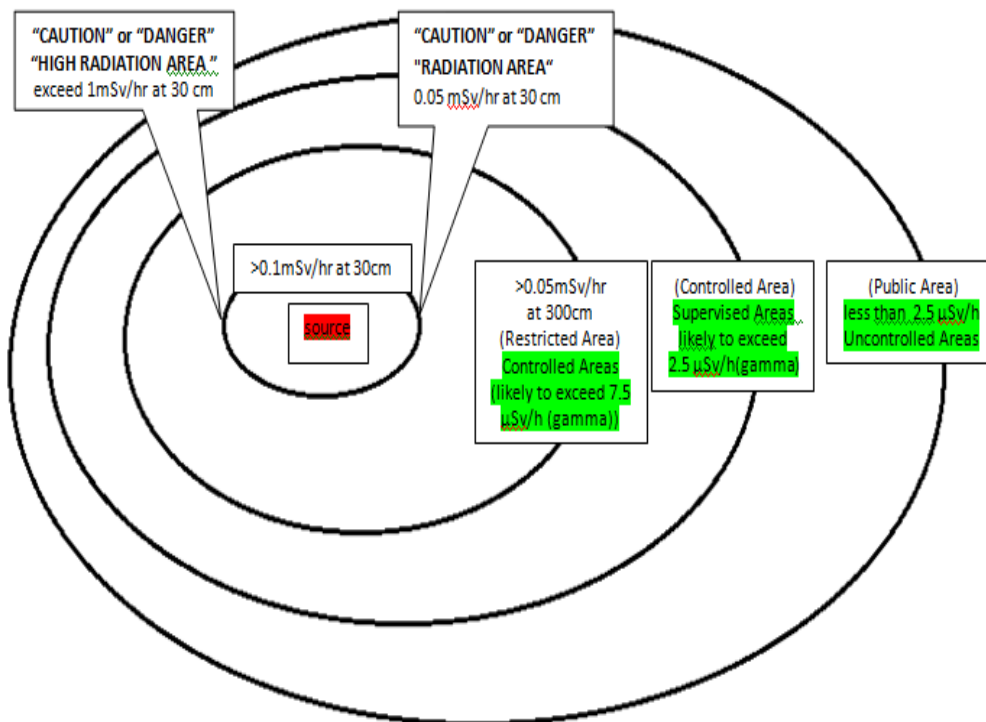 “CAUTION” or “DANGER”
“HIGH RADIATION AREA ”
exceed 1mSv/hr at 30 cm
“CAUTION” or “DANGER”
"RADIATION AREA“
0.05 mSv/hr at 30 cm
>0.1mSv/hr at 30cm
source
>0.05mSv/hr
at 300cm
(Restricted Area)
Controlled Areas
(likely to exceed 7.5
µSv/h (gamma))
(Controlled Area)
Supervised Areas
likely to exceed
2.5 µSv/h(gamma)
(Public Area)
less than 2.5 µSv/h
Uncontrolled Areas